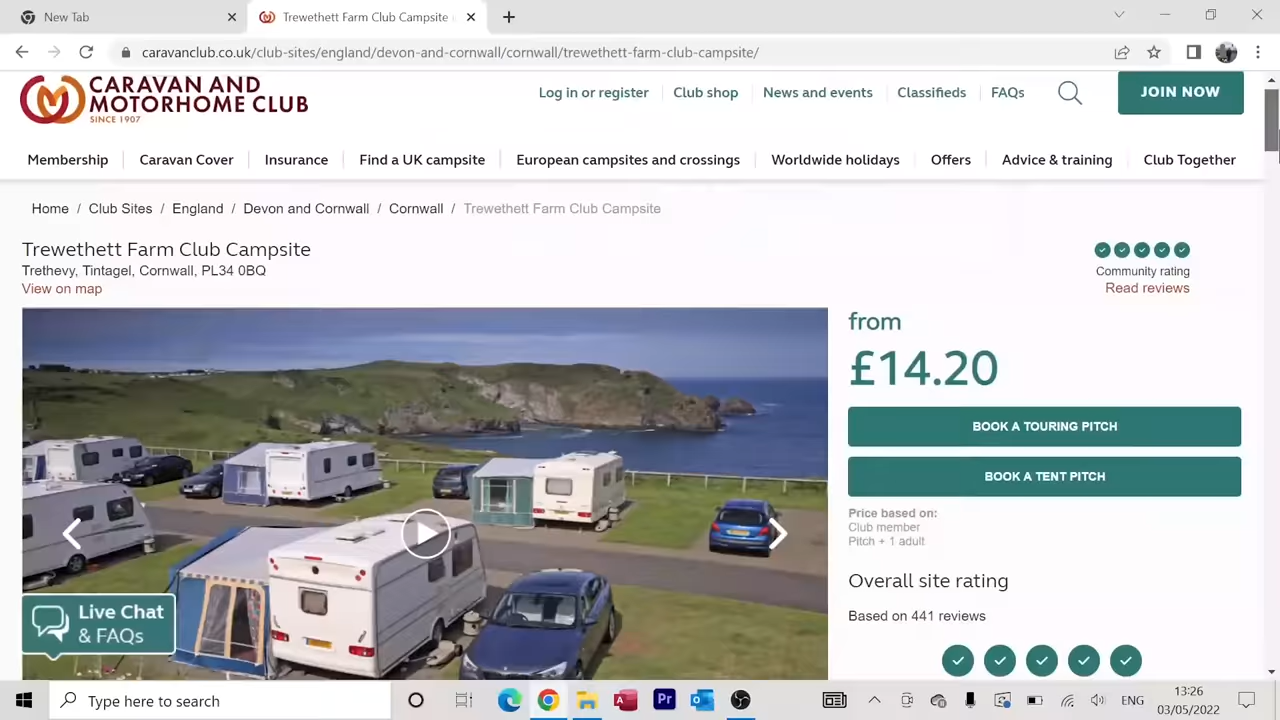 New Tab
Trewethett Farm Club Campsite
caravanclub.co.uk/club-sites/england/devon-and-cornwall/cornwall/trewethett-farm-club-campsite/
CARAVAN AND
MOTORHOME CLUB
SINCE 1907
Log in or register
Club shop
News and events
Classifieds
FAQs
JOIN NOW
Membership
Caravan Cover
Insurance
Find a UK campsite
European campsites and crossings
Worldwide holidays
Offers
Advice & training
Club Together
Home / Club Sites / England / Devon and Cornwall / Cornwall / Trewethett Farm Club Campsite
Trewethett Farm Club Campsite
Trethevy, Tintagel, Cornwall, PL34 0BQ
View on map
Community rating
Read reviews
from
£14.20
BOOK A TOURING PITCH
BOOK A TENT PITCH
Price based on:
Club member
Pitch + 1 adult
Overall site rating
Based on 441 reviews
Live Chat
& FAQs
Type here to search
ENG
13:26
03/05/2022